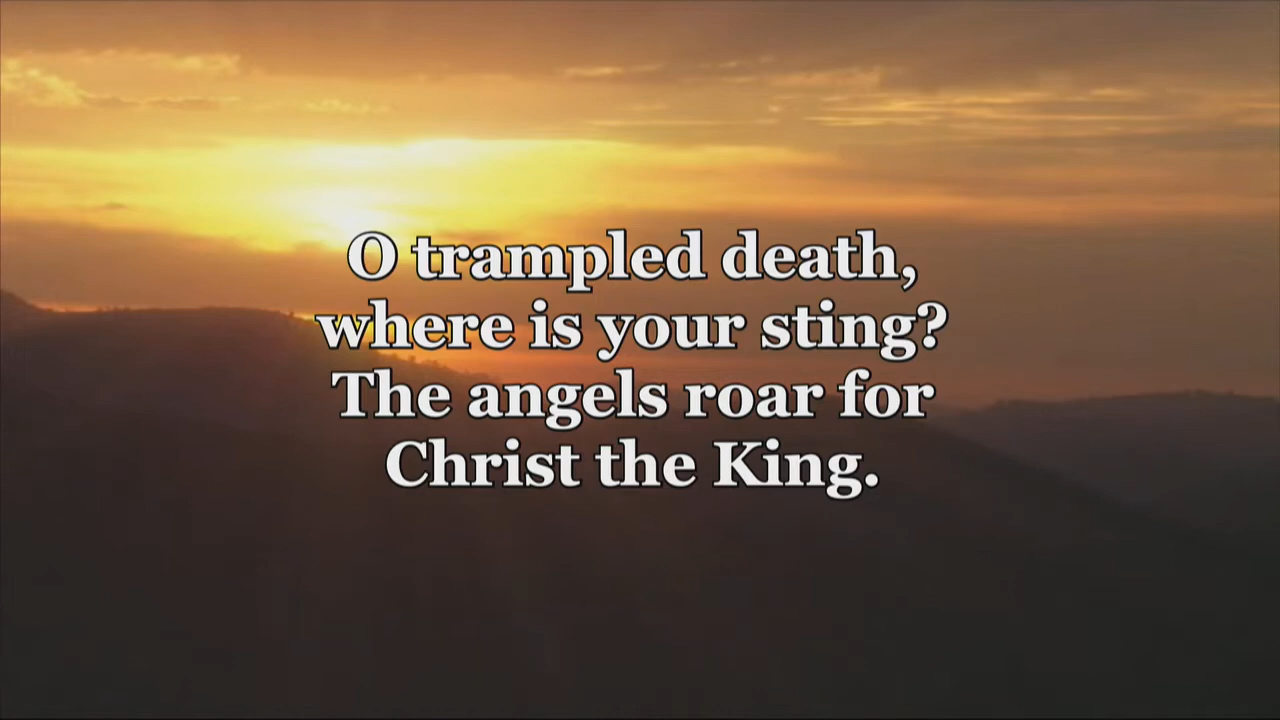 O trampled death,
where is your sting?
The angels roar for
Christ the King.